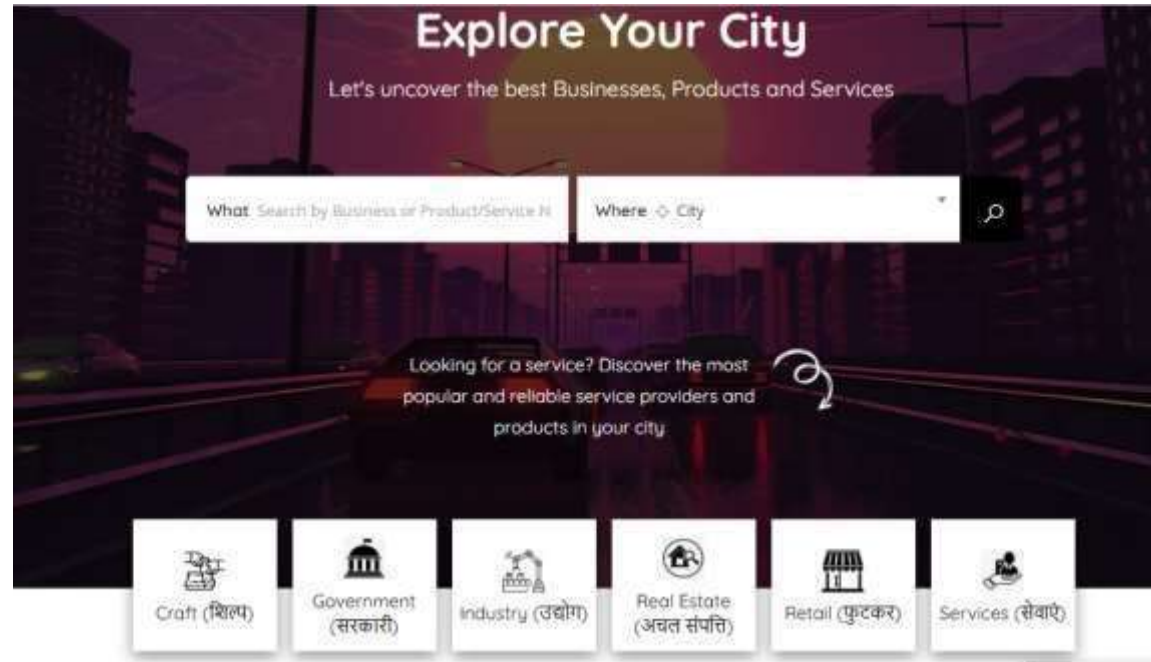 Explore Your City
Let's uncover the best Businesses, Products and Services
What Search by Business or Product/Service N
Where City
Looking for a service? Discover the most
popular and reliable service providers and
products in your city
Craft (शिल्प)
Government
(सरकारी)
Industry (उद्योग)
Real Estate
(अचल संपत्ति)
Retail (फुटकर)
Services (सेवाएं)